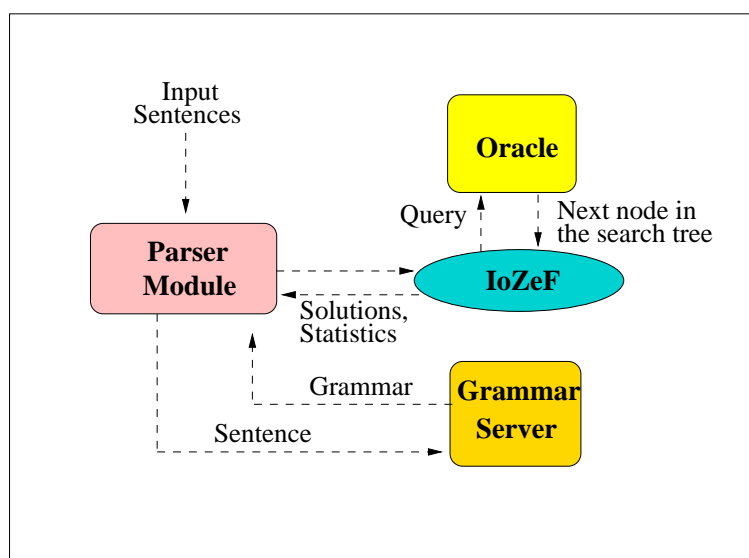 Input
Sentences
Oracle
Query
Next node in
the search tree
Parser
Module
IoZeF
Solutions,
Statistics
Grammar
Grammar
Server
Sentence